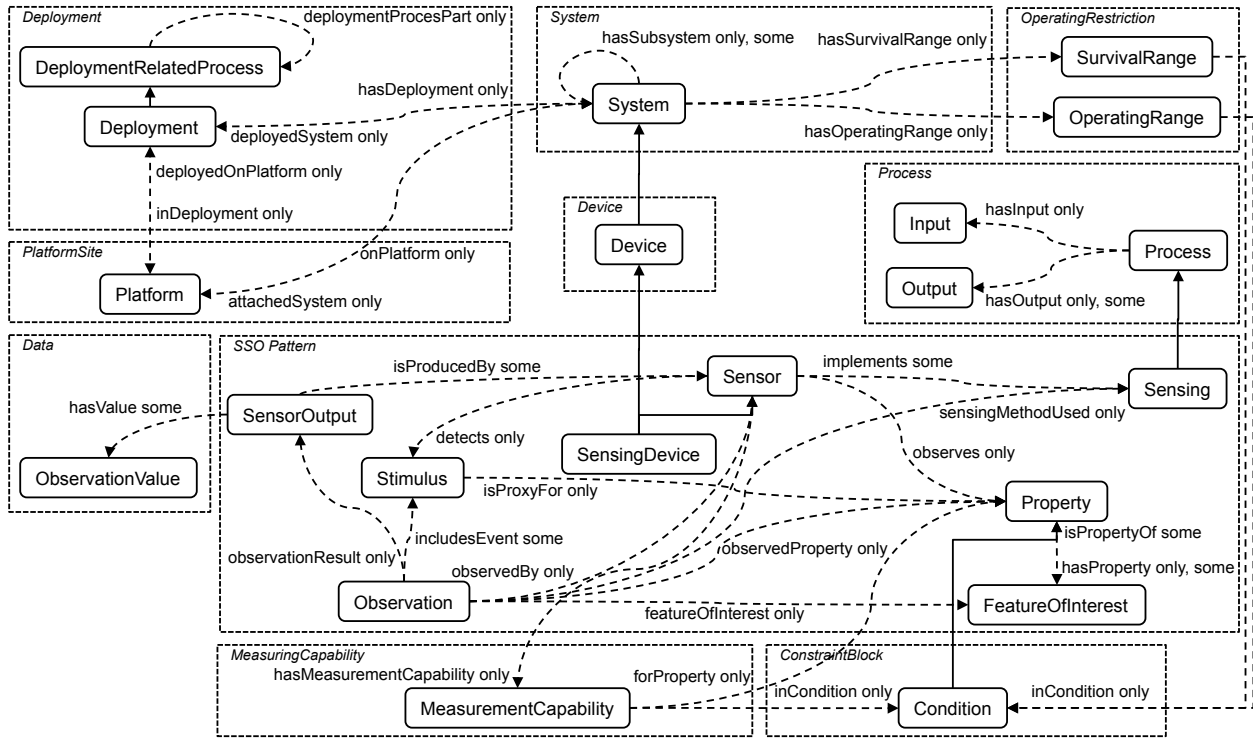 Deployment
deploymentProcesPart only
DeploymentRelatedProcess
Deployment
hasDeployment only
deployedSystem only
deployedOnPlatform only
inDeployment only
System
hasSubsystem only, some
hasSurvivalRange only
System
hasOperatingRange only
OperatingRestriction
SurvivalRange
OperatingRange
Process
Input
hasInput only
Process
Output
hasOutput only, some
Device
Device
PlatformSite
onPlatform only
Platform
attachedSystem only
Data
hasValue some
ObservationValue
SSO Pattern
isProducedBy some
Sensor
implements some
SensorOutput
Sensing
sensingMethodUsed only
detects only
SensingDevice
observes only
Stimulus
isProxyFor only
Property
isPropertyOf some
observationResult only
includesEvent some
observedBy only
observedProperty only
hasProperty only, some
Observation
featureOfInterest only
FeatureOfInterest
MeasuringCapability
hasMeasurementCapability only
forProperty only
MeasurementCapability
ConstraintBlock
inCondition only
Condition
inCondition only